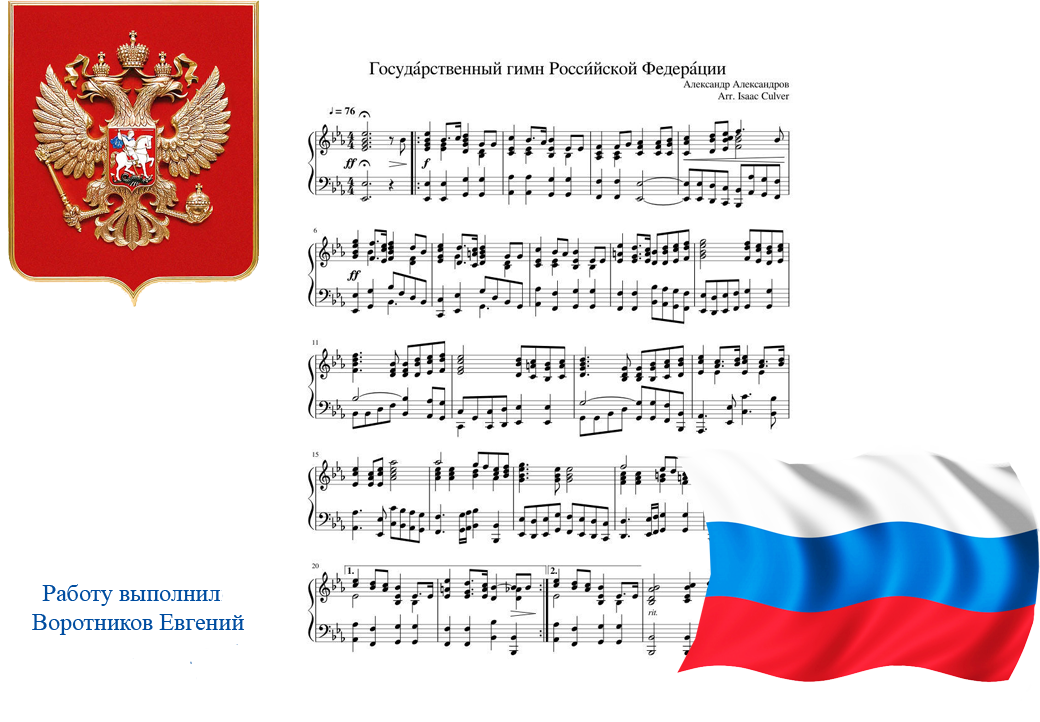 Госуда́рственный гимн Росси́йской Федера́ции
Александр Александров
Arr. Isaac Culver
♩ = 76
ff
f
6
ff
11
15
20
1.
2.
rit.
Работу выполнил
Воротников Евгений